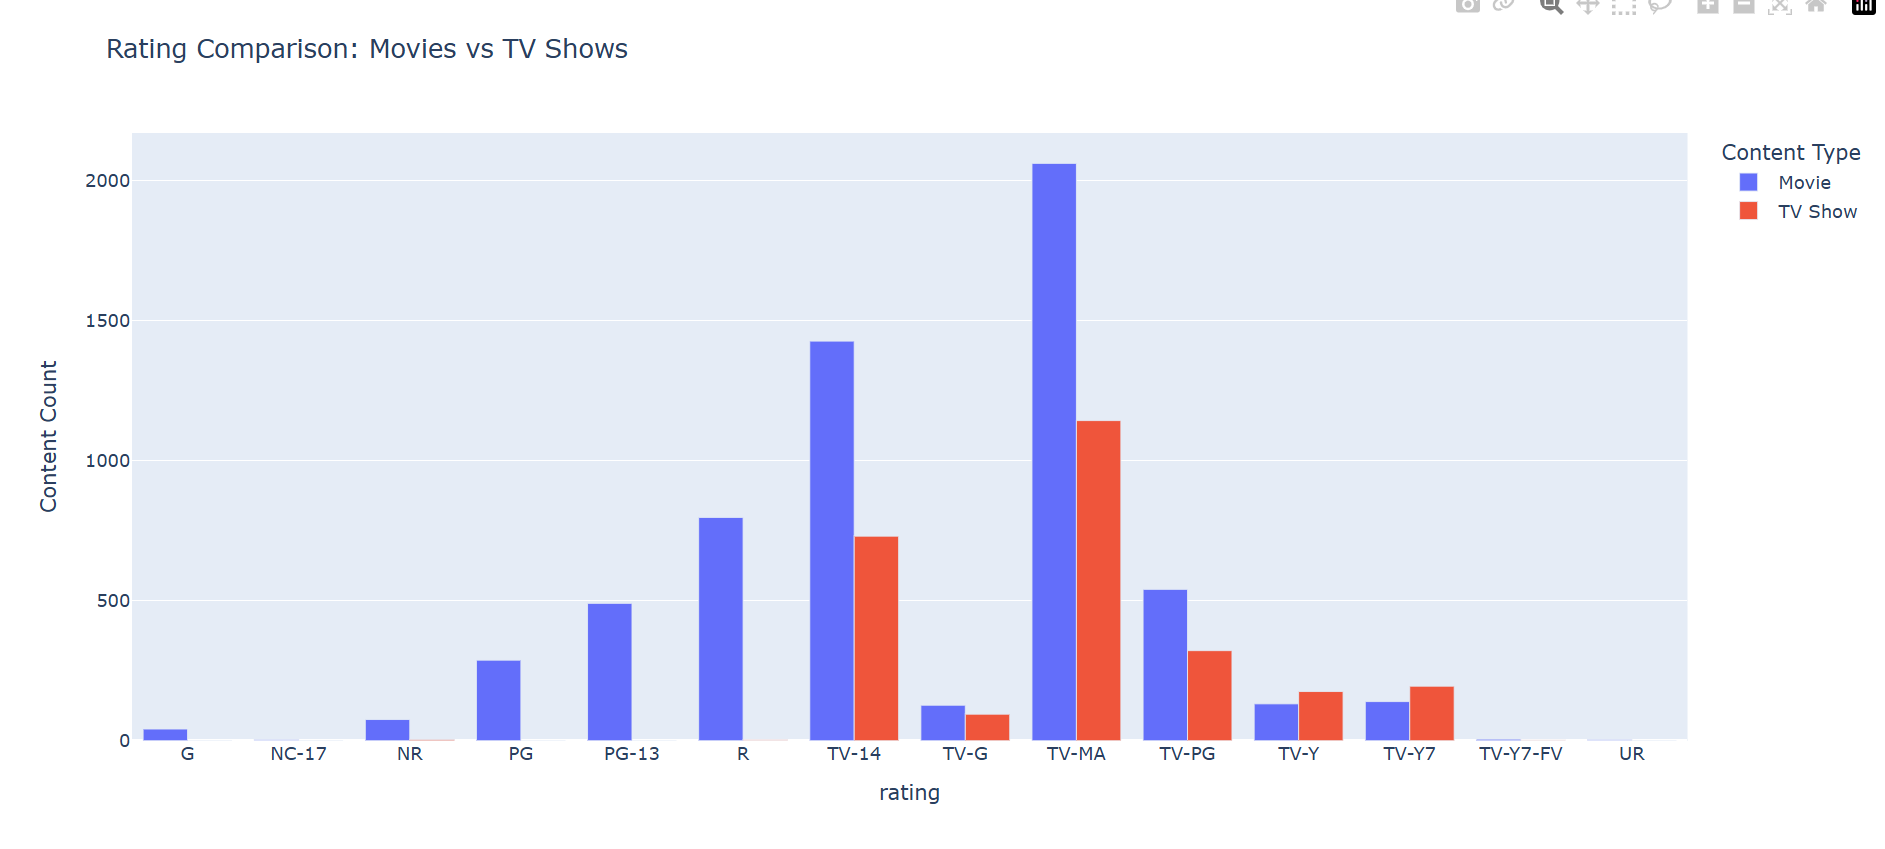 Rating Comparison: Movies vs TV Shows
Content Type
Movie
TV Show
Content Count
2000
1500
1000
500
0
G NC-17 NR PG PG-13 R TV-14 TV-G TV-MA TV-PG TV-Y TV-Y7 TV-Y7-FV UR
rating